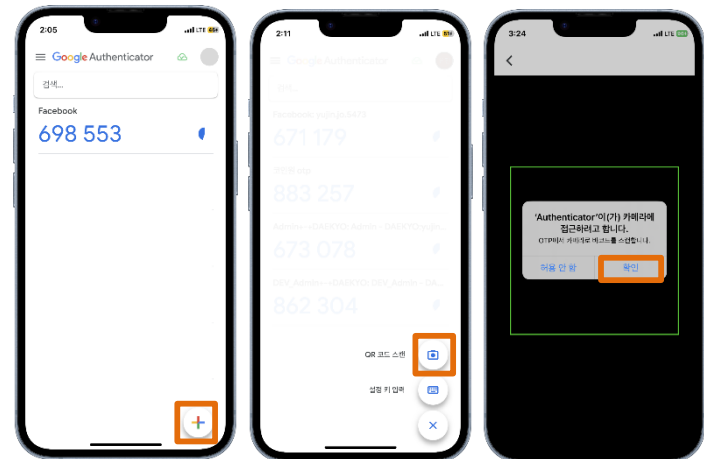 2:05
LTE
Google Authenticator
검색...
Facebook
698 553
2:11
LTE
Google Authenticator
검색...
671 179
883 257
673 078
862 304
QR 코드 스캔
설정 키 입력
3:24
LTE
'Authenticator'이(가) 카메라에
접근하려고 합니다.
OTP에서 카메라로 바코드를 스캔합니다.
허용 안 함
확인